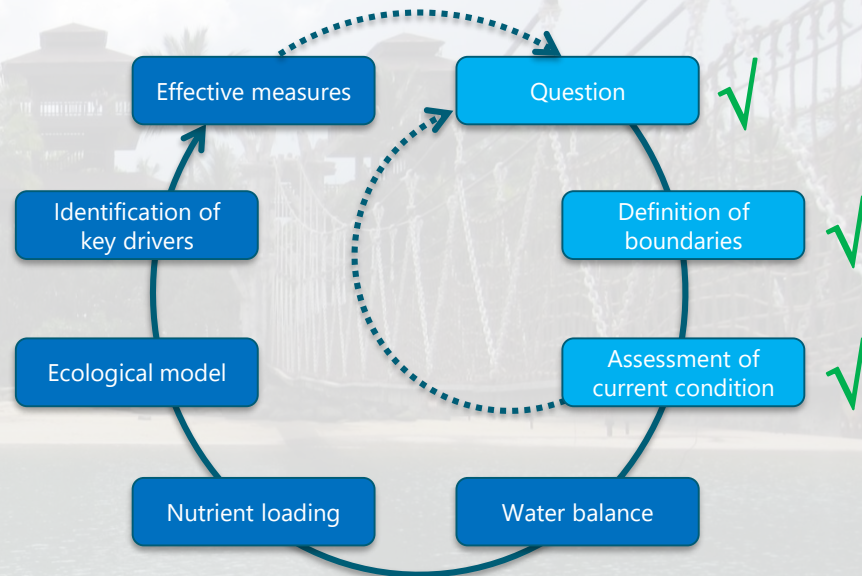 Effective measures
Question
Identification of
key drivers
Definition of
boundaries
Ecological model
Assessment of
current condition
Nutrient loading
Water balance